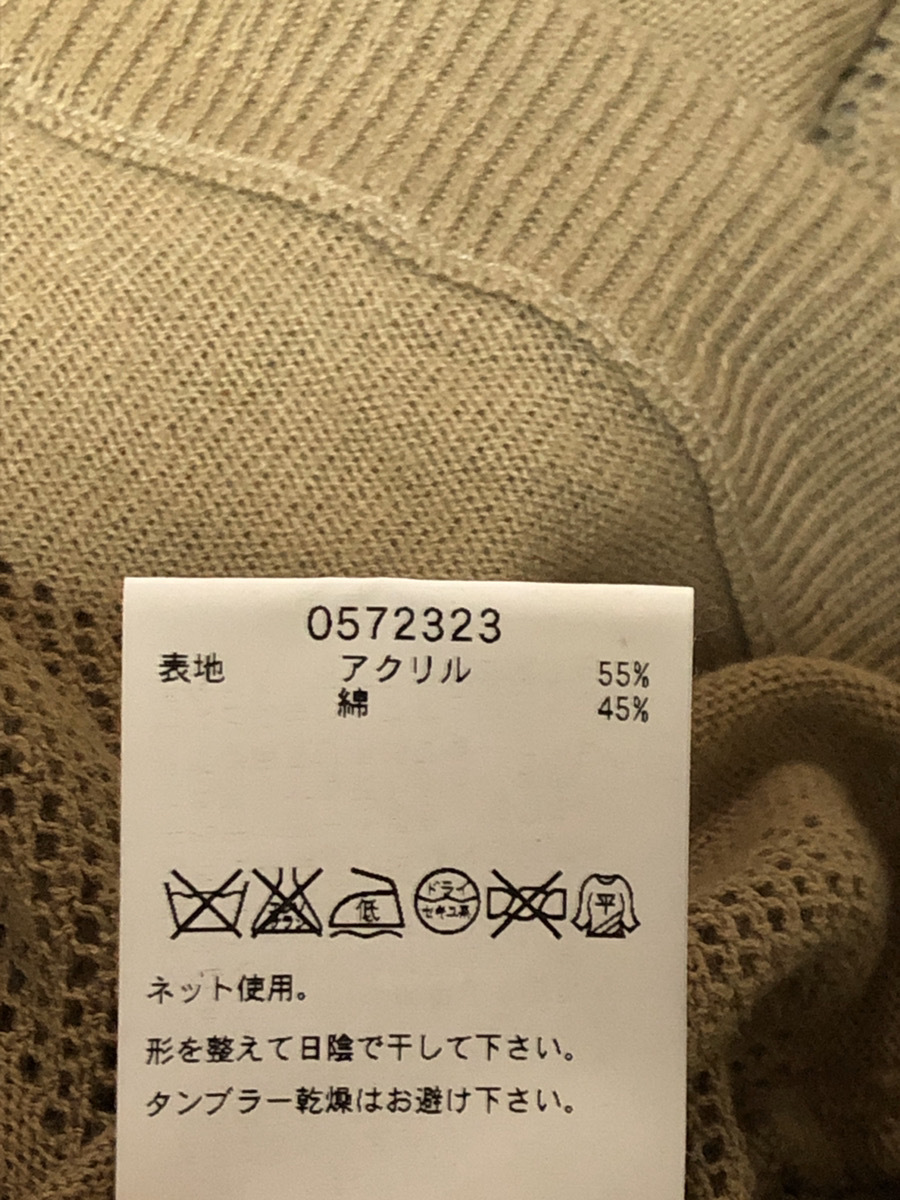 0572323
表地 アクリル 55%
綿 45%
低 ドライ セキユ系 平
ネット使用。
形を整えて日陰で干して下さい。
タンブラー乾燥はお避け下さい。